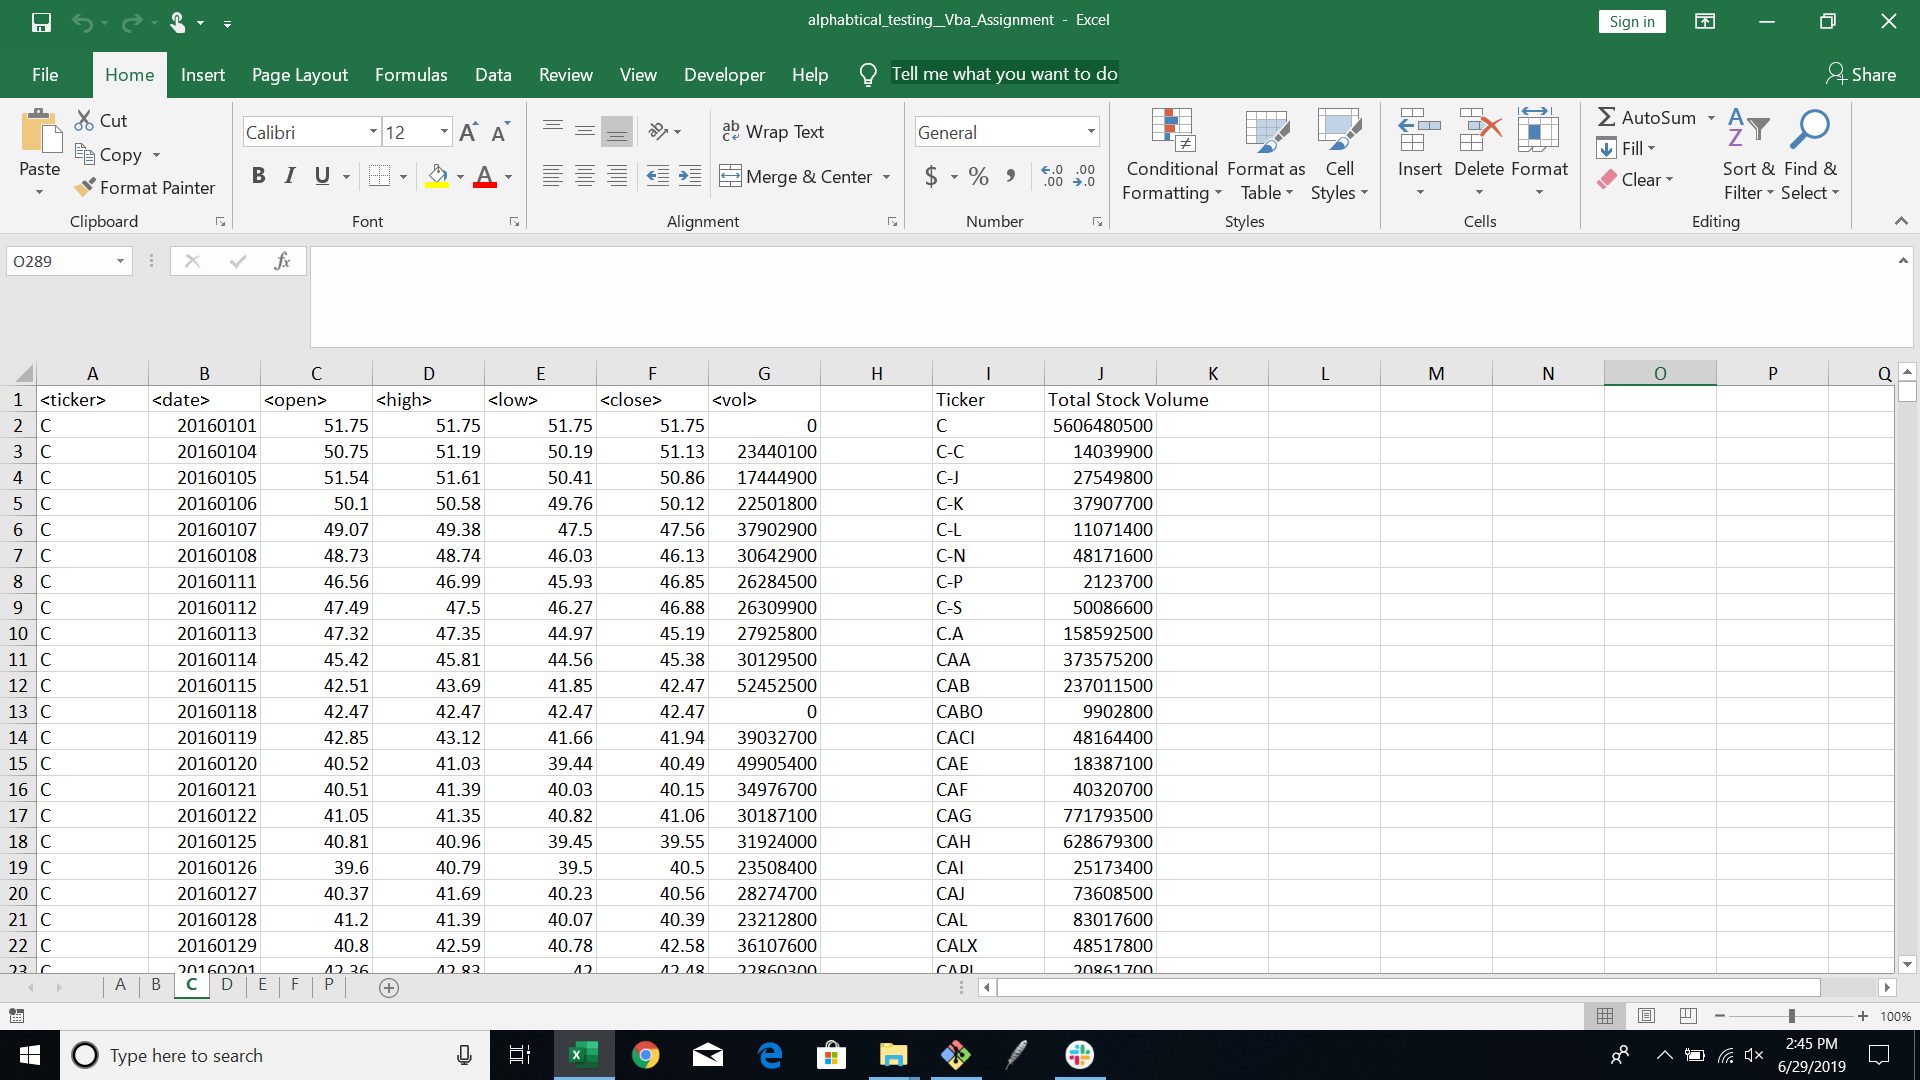 alphabtical_testing__Vba_Assignment - Excel
Sign in
File Home Insert Page Layout Formulas Data Review View Developer Help Tell me what you want to do Share
Paste
Cut
Copy
Format Painter
Clipboard
Calibri 12
B I U A
Font
Wrap Text
Merge & Center
Alignment
General
$ % , .00 .0
Number
Conditional Formatting
Format as Table
Cell Styles
Styles
Insert Delete Format
Cells
AutoSum
Fill
Clear
Sort & Filter
Find & Select
Editing
O289 fx
A B C D E F G H I J K L M N O P Q
1 <ticker> <date> <open> <high> <low> <close> <vol> Ticker Total Stock Volume
2 C 20160101 51.75 51.75 51.75 51.75 0 C 5606480500
3 C 20160104 50.75 51.19 50.19 51.13 23440100 C-C 14039900
4 C 20160105 51.54 51.61 50.41 50.86 17444900 C-J 27549800
5 C 20160106 50.1 50.58 49.76 50.12 22501800 C-K 37907700
6 C 20160107 49.07 49.38 47.5 47.56 37902900 C-L 11071400
7 C 20160108 48.73 48.74 46.03 46.13 30642900 C-N 48171600
8 C 20160111 46.56 46.99 45.93 46.85 26284500 C-P 2123700
9 C 20160112 47.49 47.5 46.27 46.88 26309900 C-S 50086600
10 C 20160113 47.32 47.35 44.97 45.19 27925800 C.A 158592500
11 C 20160114 45.42 45.81 44.56 45.38 30129500 CAA 373575200
12 C 20160115 42.51 43.69 41.85 42.47 52452500 CAB 237011500
13 C 20160118 42.47 42.47 42.47 42.47 0 CABO 9902800
14 C 20160119 42.85 43.12 41.66 41.94 39032700 CACI 48164400
15 C 20160120 40.52 41.03 39.44 40.49 49905400 CAE 18387100
16 C 20160121 40.51 41.39 40.03 40.15 34976700 CAF 40320700
17 C 20160122 41.05 41.35 40.82 41.06 30187100 CAG 771793500
18 C 20160125 40.81 40.96 39.45 39.55 31924000 CAH 628679300
19 C 20160126 39.6 40.79 39.5 40.5 23508400 CAI 25173400
20 C 20160127 40.37 41.69 40.23 40.56 28274700 CAJ 73608500
21 C 20160128 41.2 41.39 40.07 40.39 23212800 CAL 83017600
22 C 20160129 40.8 42.59 40.78 42.58 36107600 CALX 48517800
23 C 20160201 42.36 42.83 42 42.48 22860300 20861700
A B C D E F P
100%
Type here to search
2:45 PM
6/29/2019